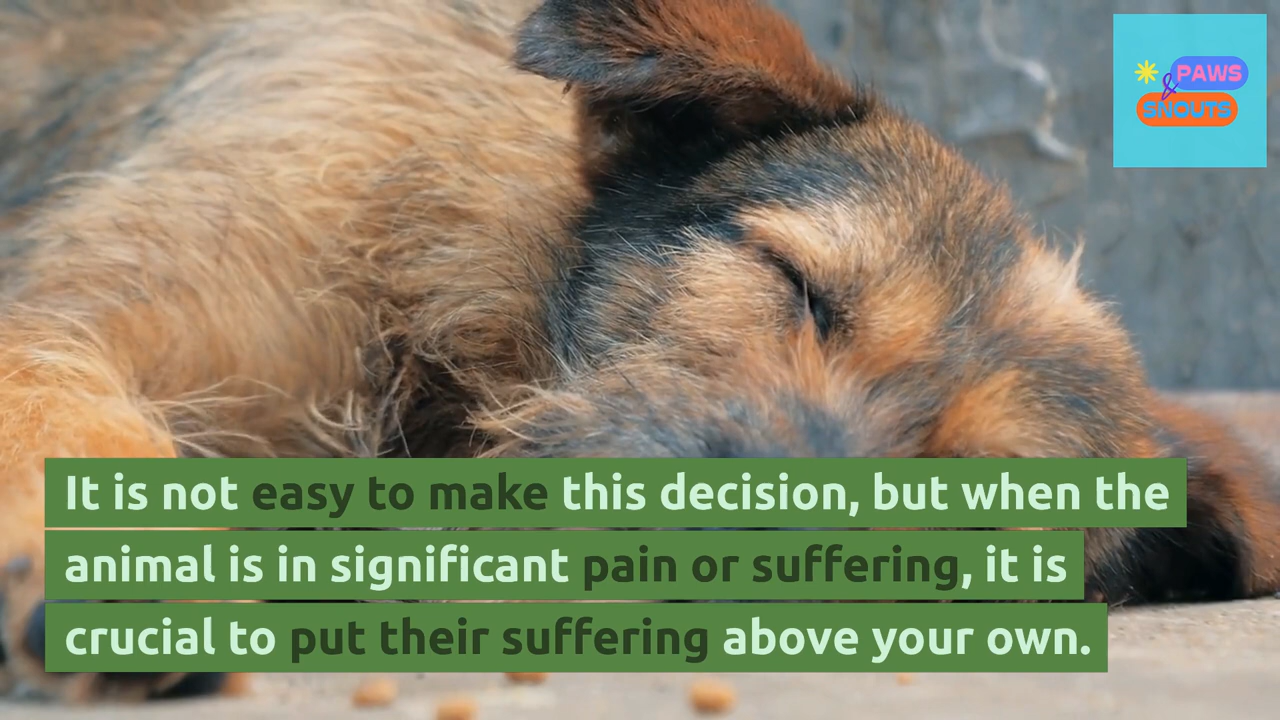 & PAWS
SNOUTS
It is not easy to make this decision, but when the
animal is in significant pain or suffering, it is
crucial to put their suffering above your own.